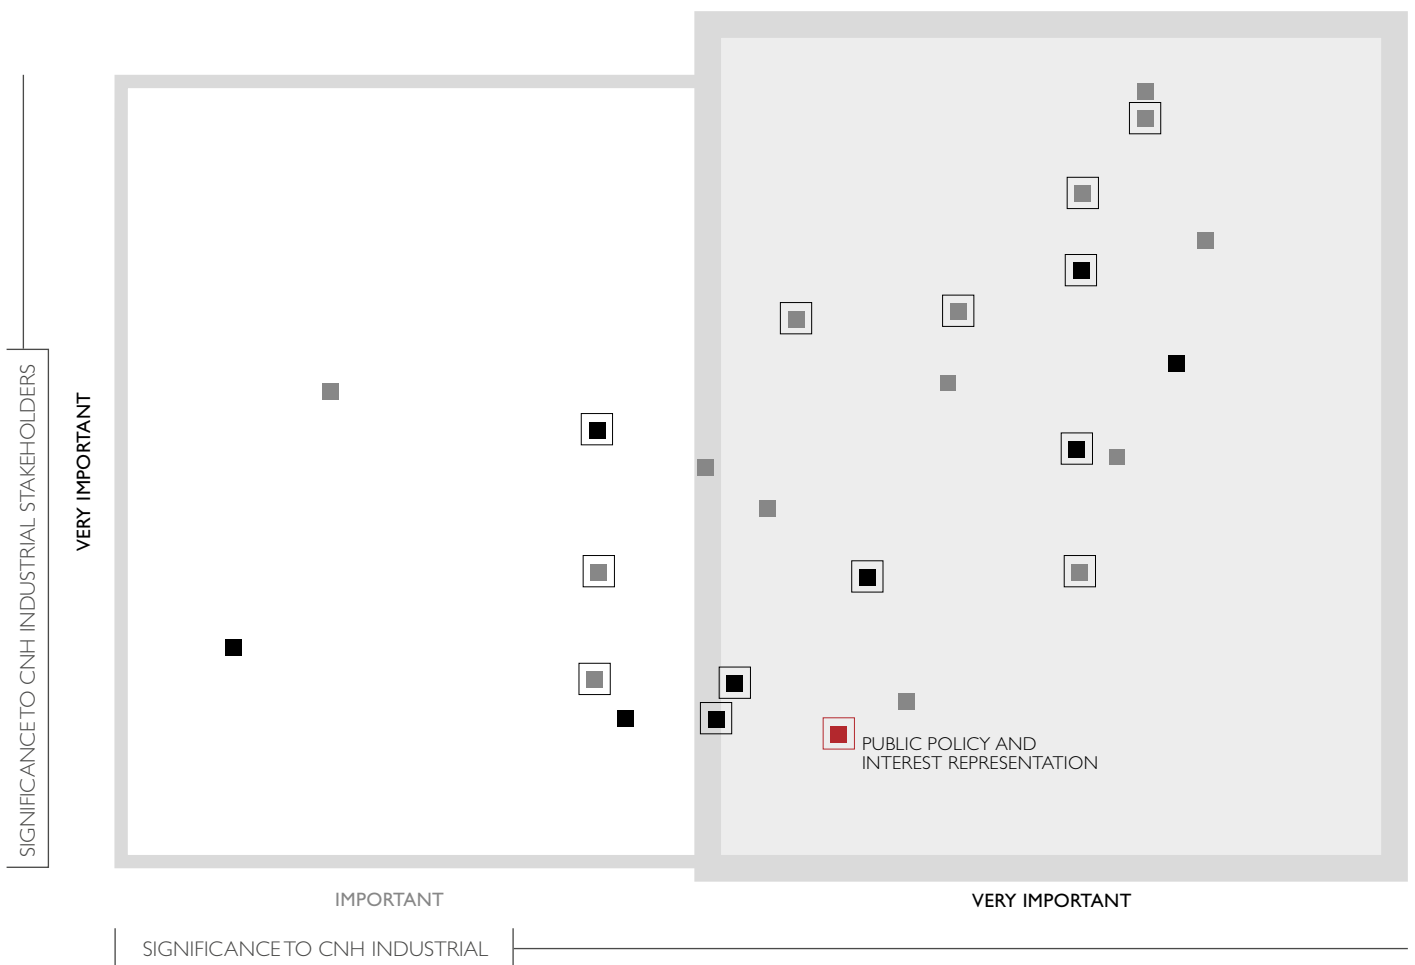 SIGNIFICANCE TO CNH INDUSTRIAL STAKEHOLDERS
VERY IMPORTANT
PUBLIC POLICY AND
INTEREST REPRESENTATION
IMPORTANT
VERY IMPORTANT
SIGNIFICANCE TO CNH INDUSTRIAL